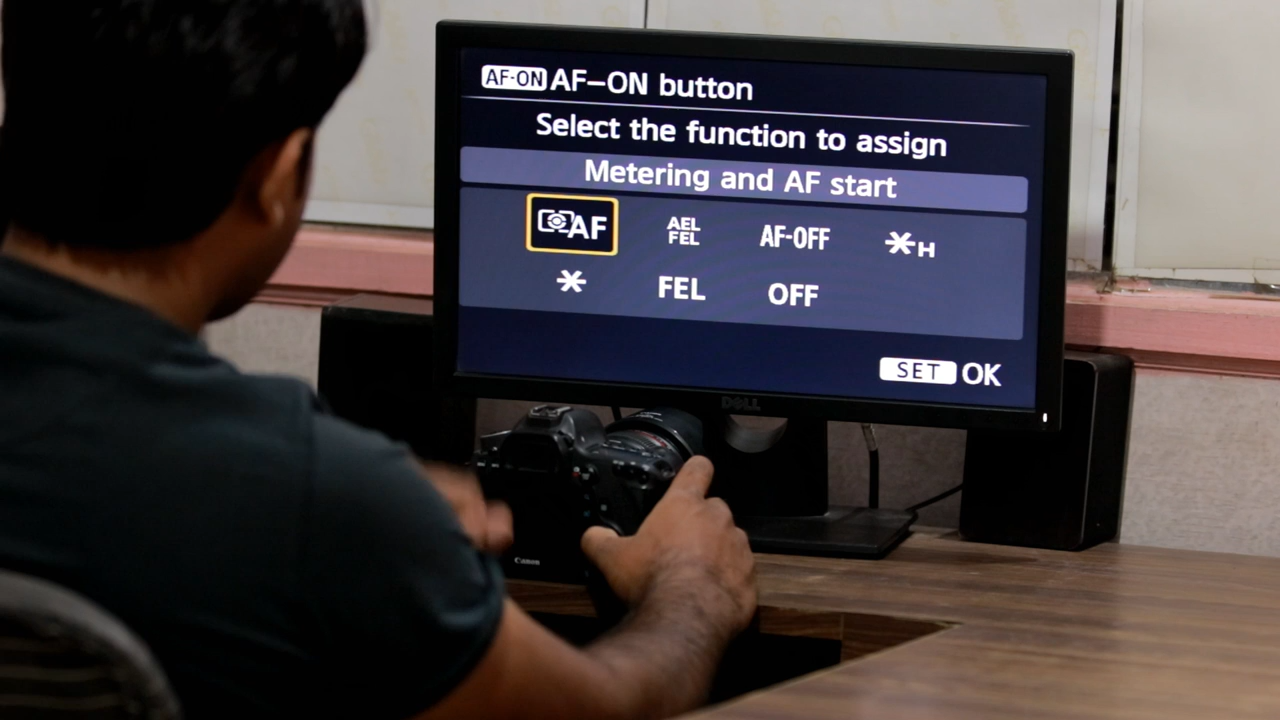 AF-ON AF-ON button
Select the function to assign
Metering and AF start
AF AEL FEL AF-OFF *H
* FEL OFF
SET OK
DELL
Canon